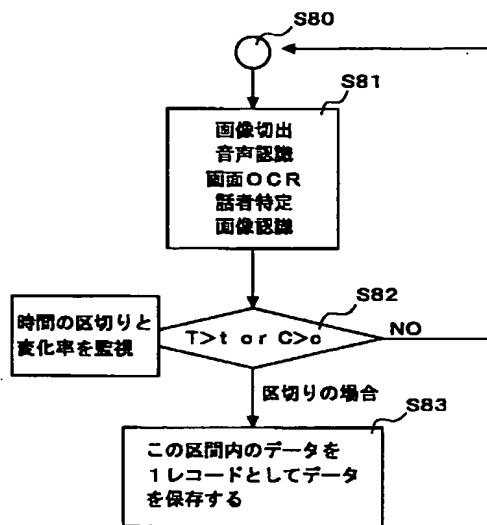 S80
S81
画像切出
音声認識
画面OCR
話者特定
画像認識
S82
時間の区切りと
変化率を監視
T>t or C>c
NO
区切りの場合
S83
この区間内のデータを
1レコードとしてデータ
を保存する